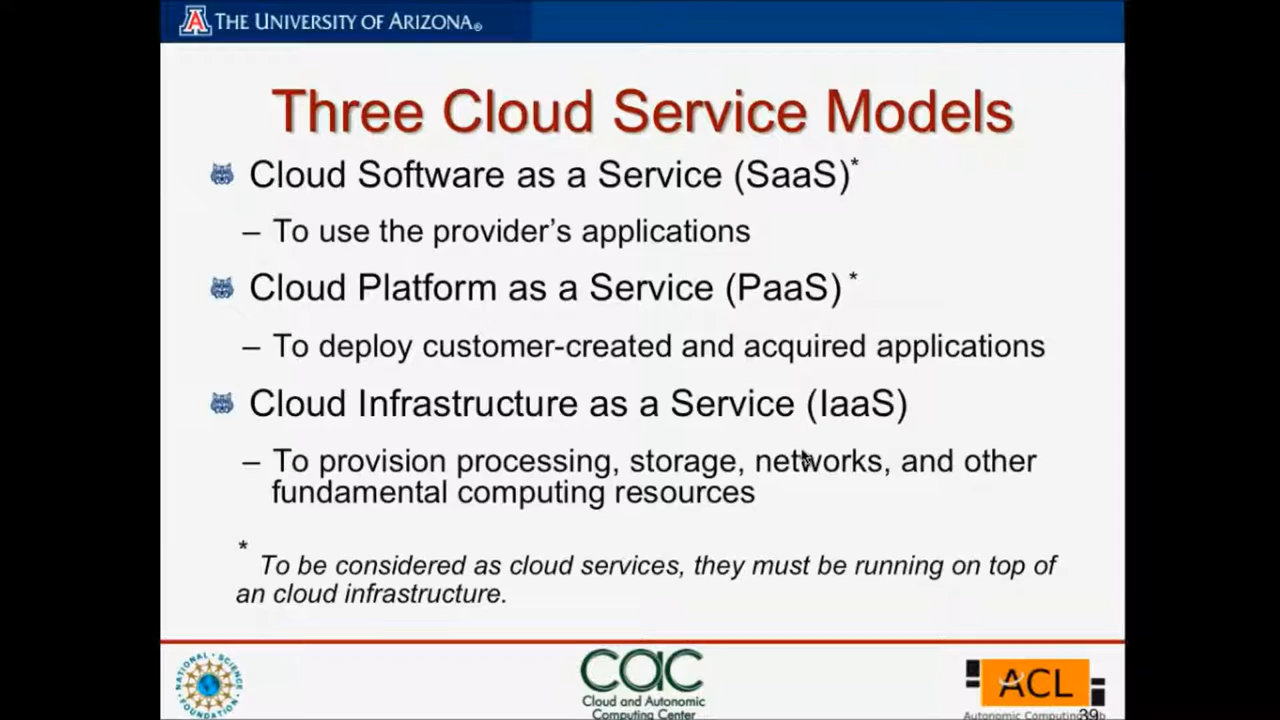 THE UNIVERSITY OF ARIZONA®
Three Cloud Service Models
Cloud Software as a Service (SaaS)*
– To use the provider’s applications
Cloud Platform as a Service (PaaS) *
– To deploy customer-created and acquired applications
Cloud Infrastructure as a Service (IaaS)
– To provision processing, storage, networks, and other
fundamental computing resources
* To be considered as cloud services, they must be running on top of
an cloud infrastructure.
NATIONAL SCIENCE FOUNDATION
cac
Cloud and Autonomic
Computing Center
ACL
Autonomic Computing
39